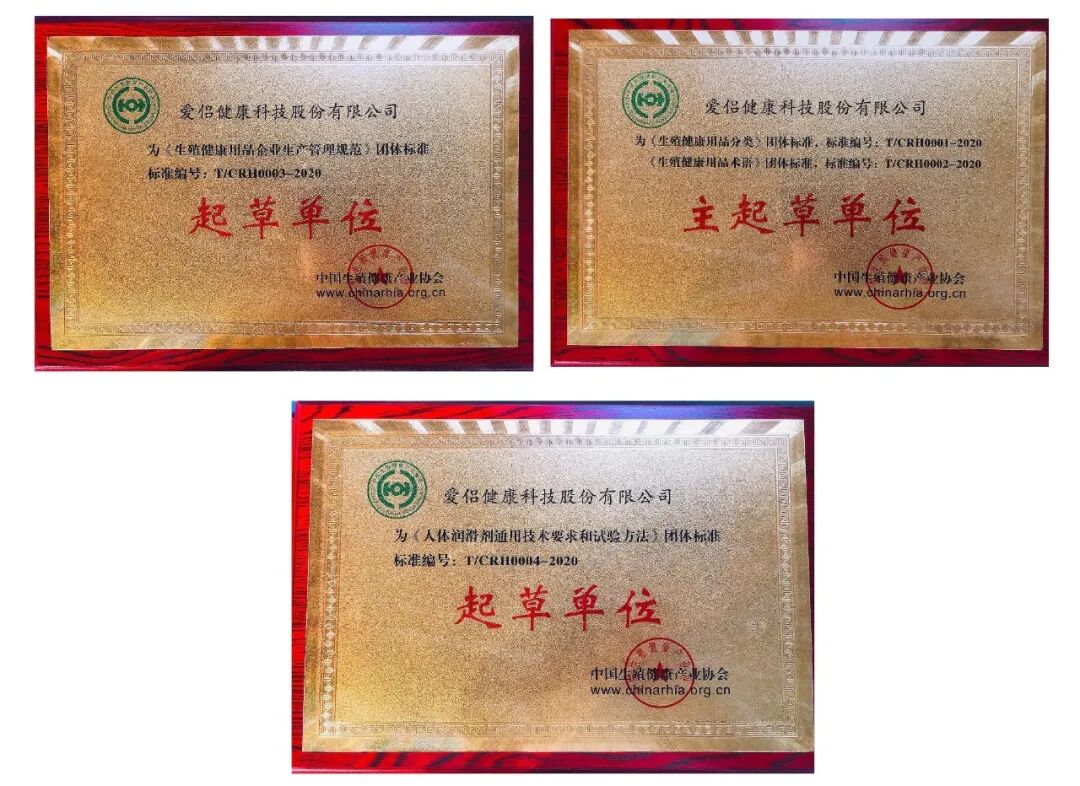 爱侣健康科技股份有限公司
为《生殖健康用品企业生产管理规范》团体标准
标准编号：T/CRH0003-2020
起草单位
中国生殖健康产业协会
www.chinarhia.org.cn
爱侣健康科技股份有限公司
为《生殖健康用品分类》团体标准，标准编号：T/CRH0001-2020
《生殖健康用品术语》团体标准，标准编号：T/CRH0002-2020
主起草单位
中国生殖健康产业协会
www.chinarhia.org.cn
爱侣健康科技股份有限公司
为《人体润滑剂通用技术要求和试验方法》团体标准
标准编号：T/CRH0004-2020
起草单位
中国生殖健康产业协会
www.chinarhia.org.cn